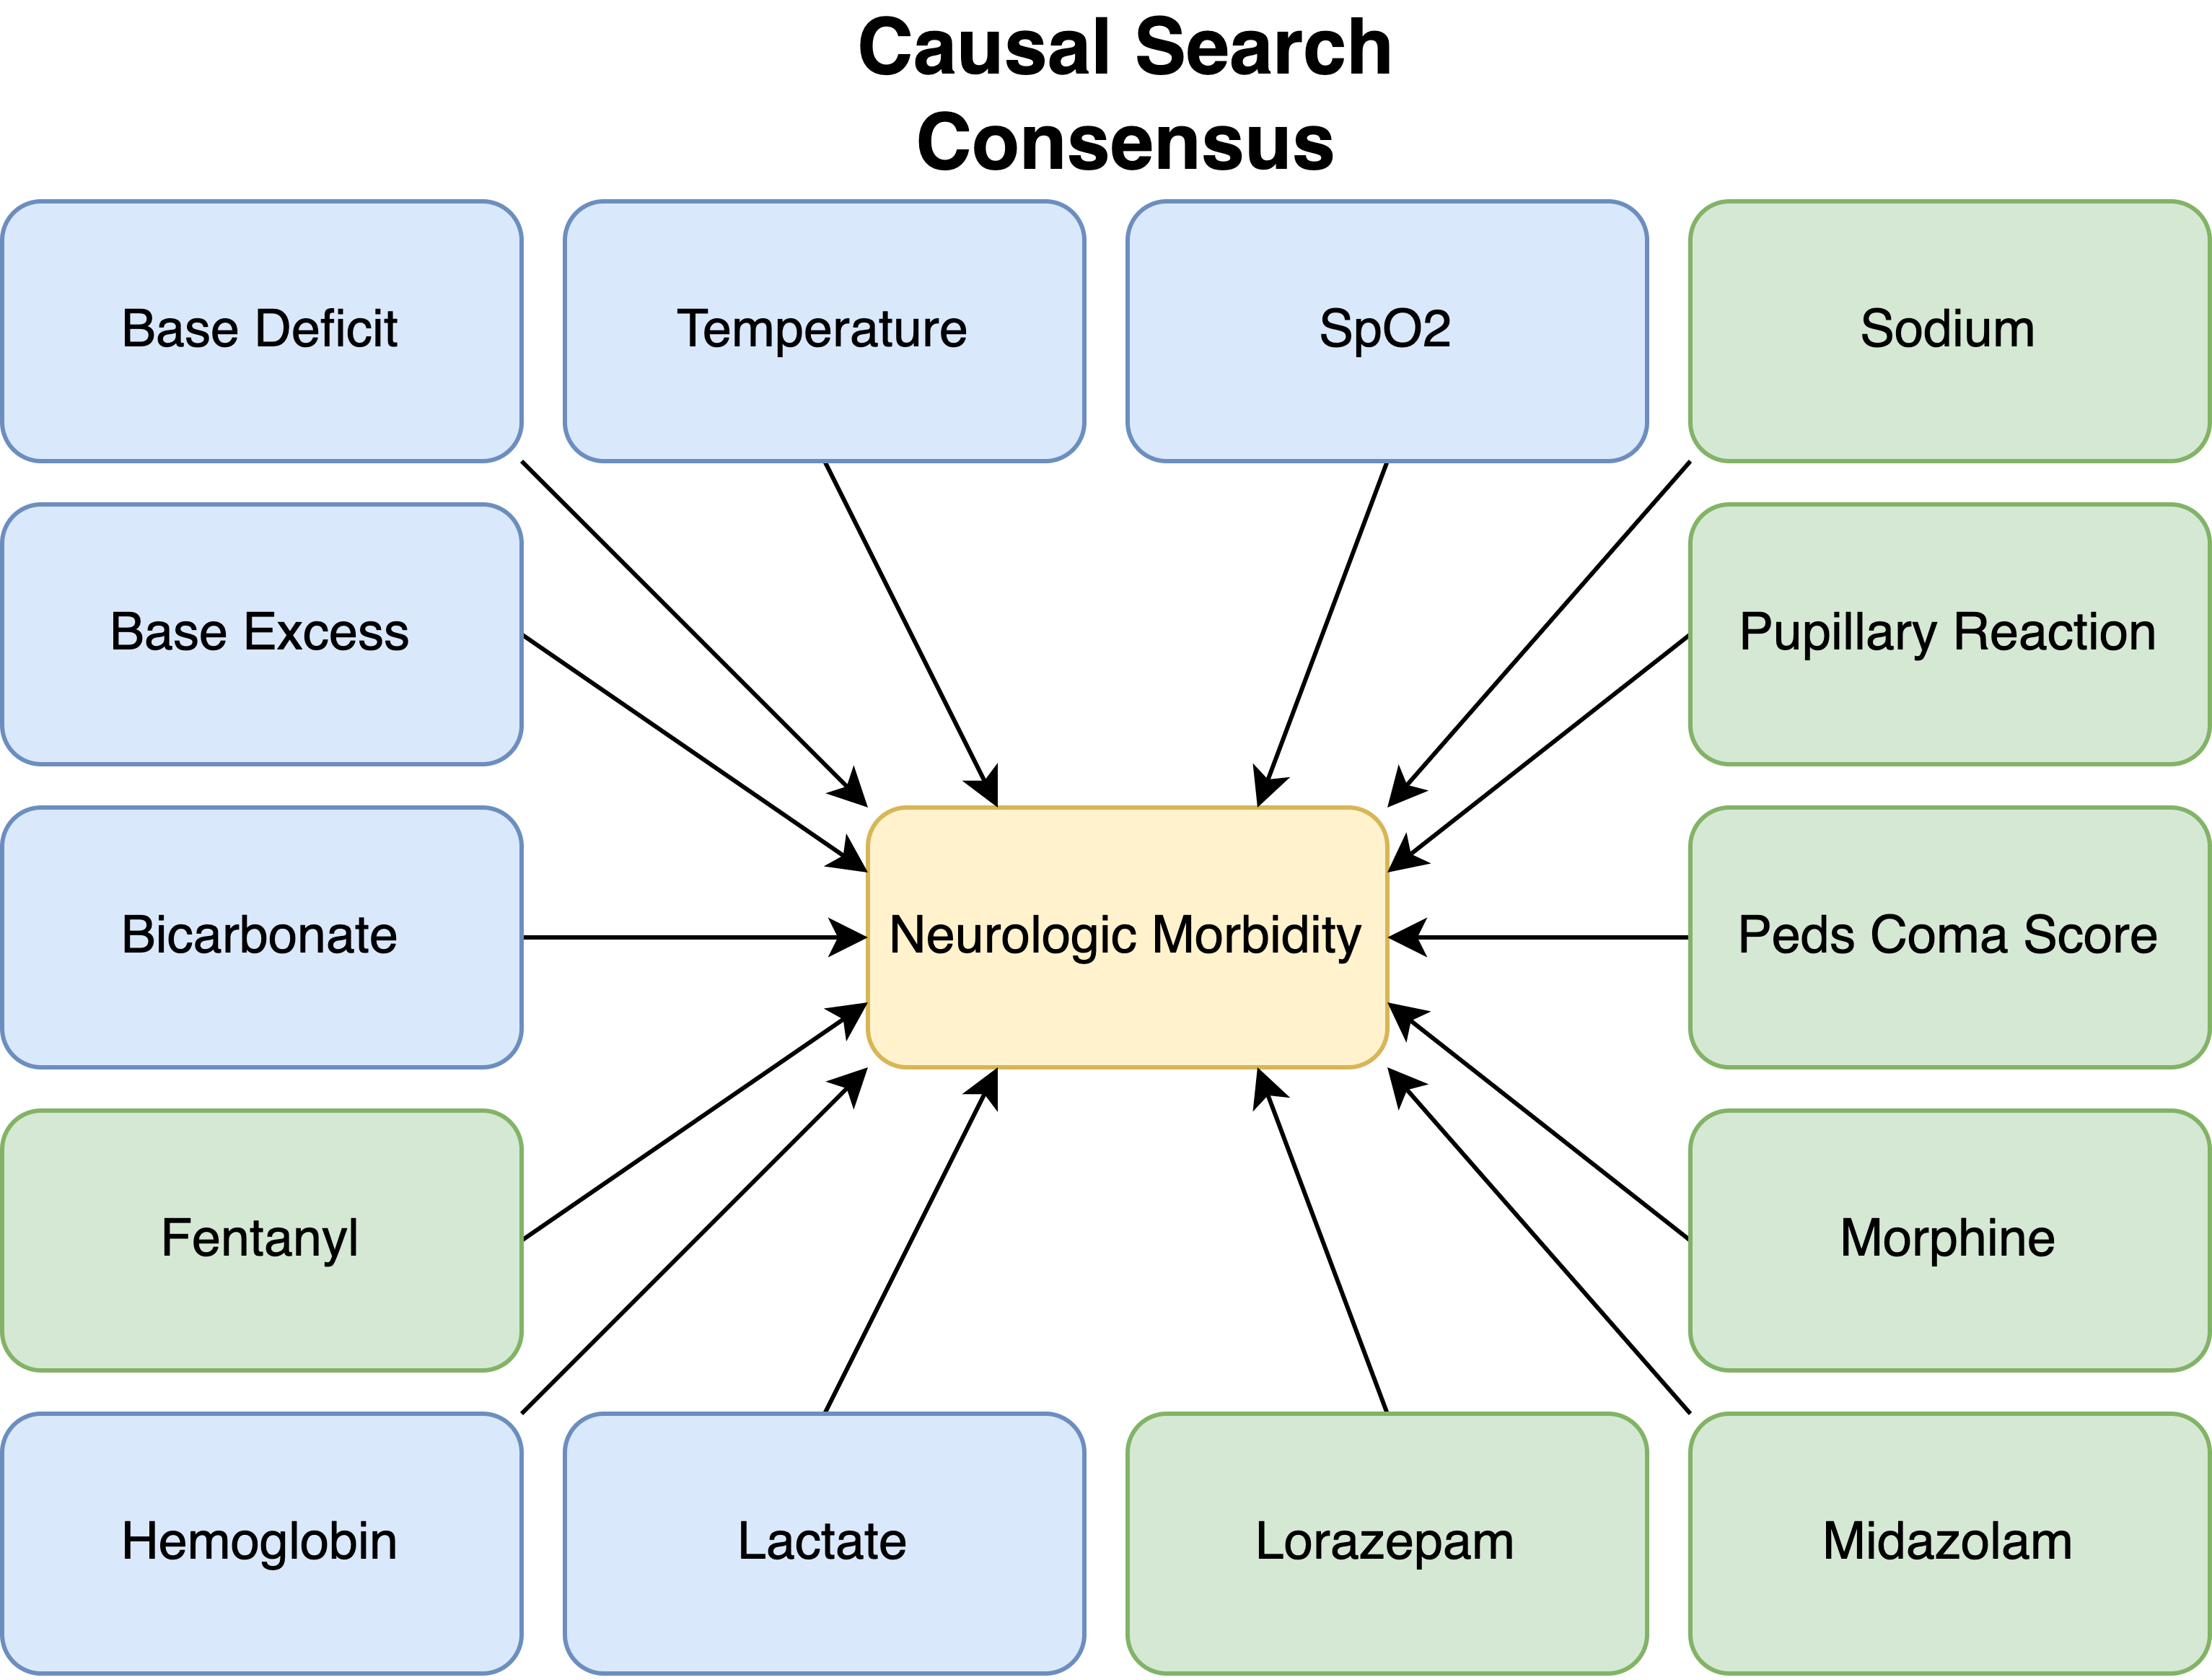 Causal Search
Consensus
Base Deficit
Temperature
SpO2
Sodium
Base Excess
Pupillary Reaction
Bicarbonate
Neurologic Morbidity
Peds Coma Score
Fentanyl
Morphine
Hemoglobin
Lactate
Lorazepam
Midazolam